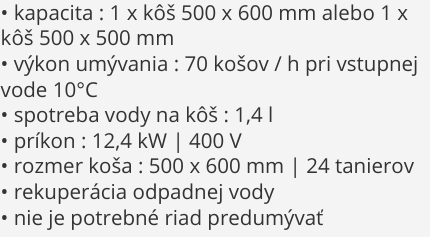 • kapacita : 1 x kôš 500 x 600 mm alebo 1 x
kôš 500 x 500 mm
• výkon umývania : 70 košov / h pri vstupnej
vode 10°C
• spotreba vody na kôš : 1,4 l
• príkon : 12,4 kW | 400 V
• rozmer koša : 500 x 600 mm | 24 tanierov
• rekuperácia odpadnej vody
• nie je potrebné riad predumývať